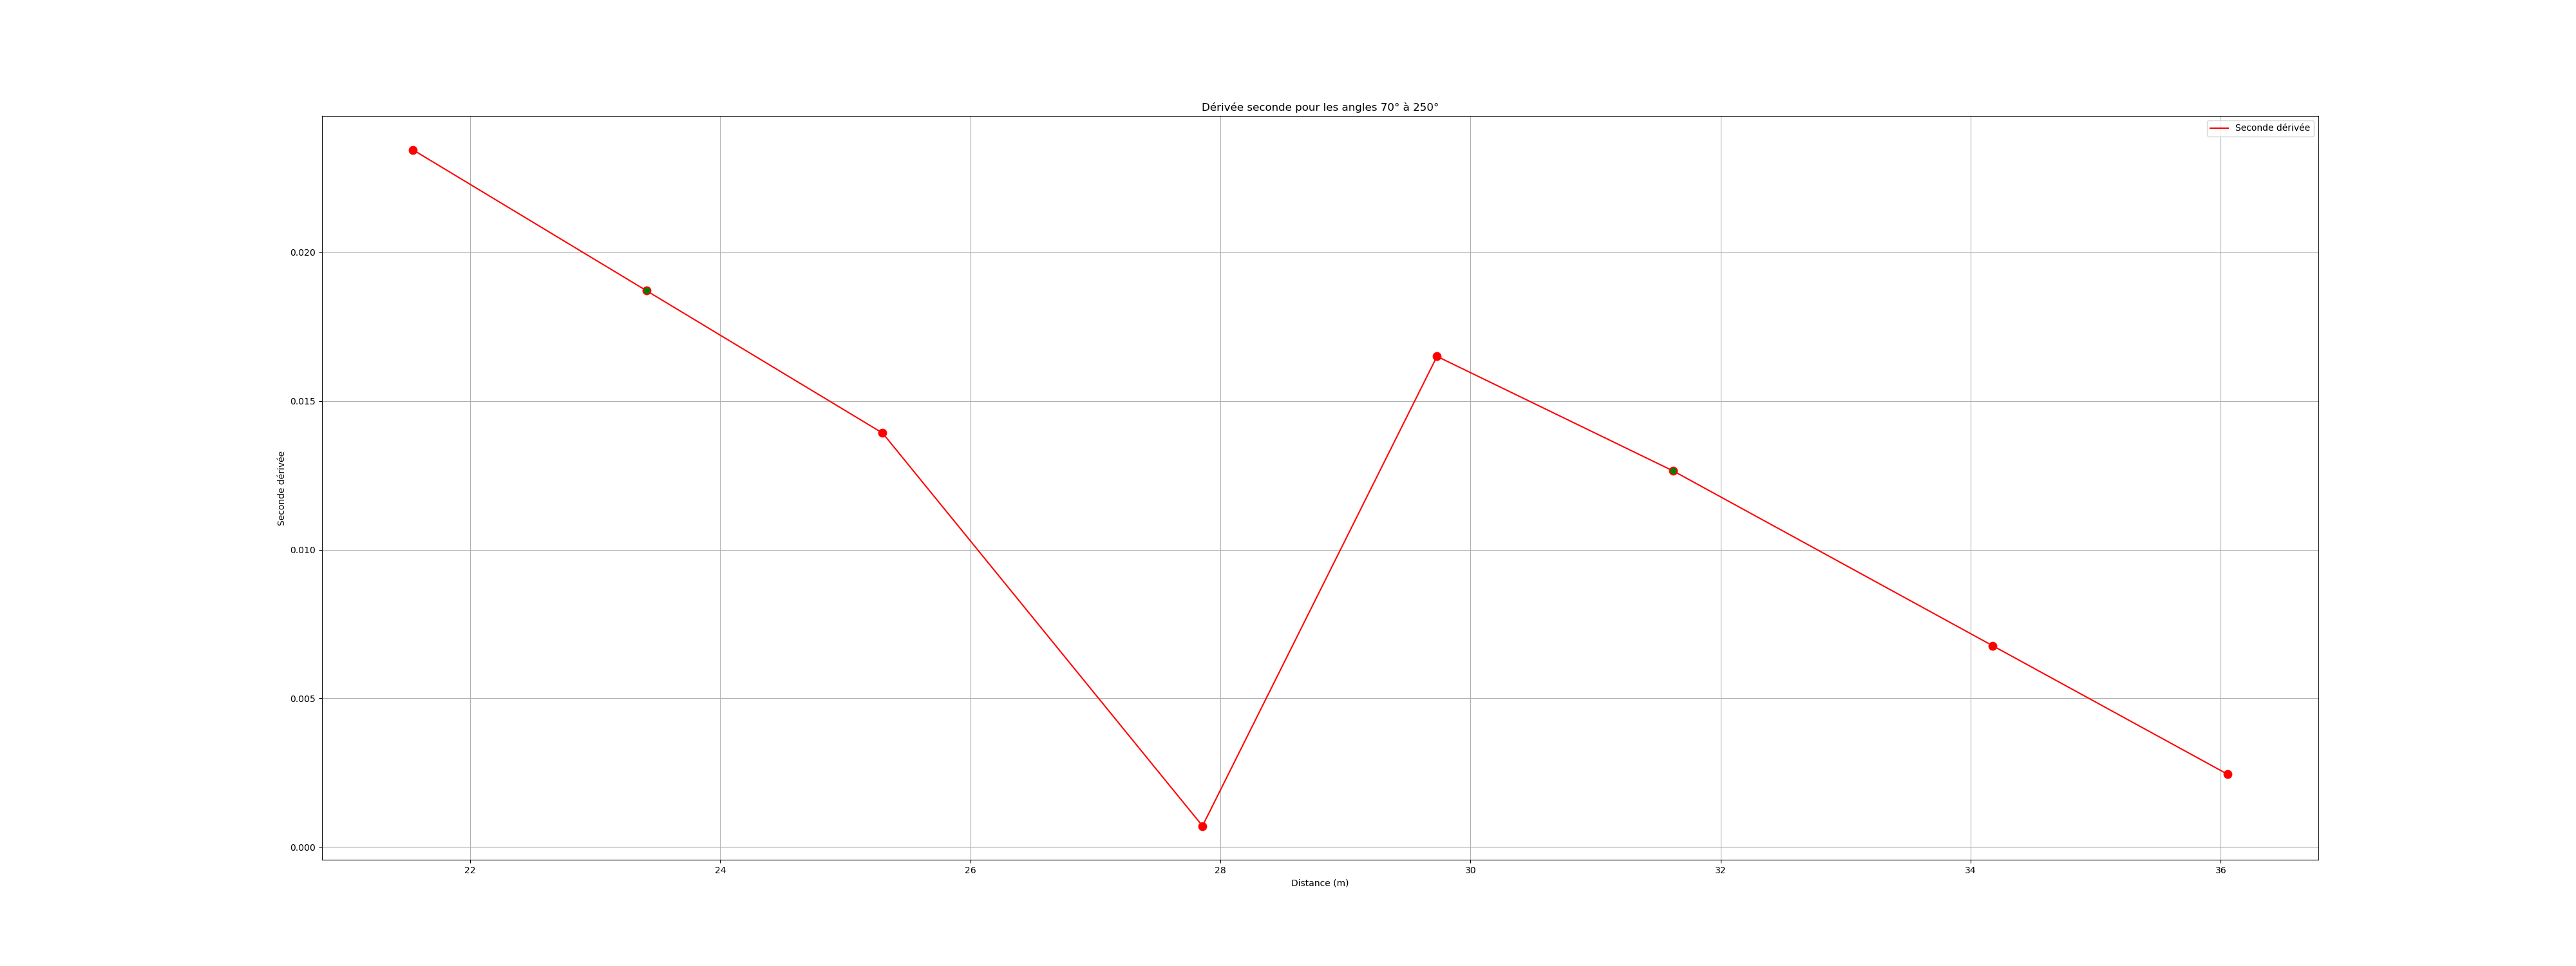 Dérivée seconde pour les angles 70° à 250°
Seconde dérivée
Seconde dérivée
0.020
0.015
0.010
0.005
0.000
22 24 26 28 30 32 34 36
Distance (m)